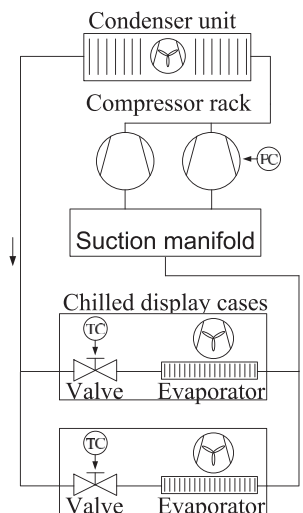 Condenser unit
Compressor rack
PC
Suction manifold
Chilled display cases
TC
Valve Evaporator
TC
Valve Evaporator